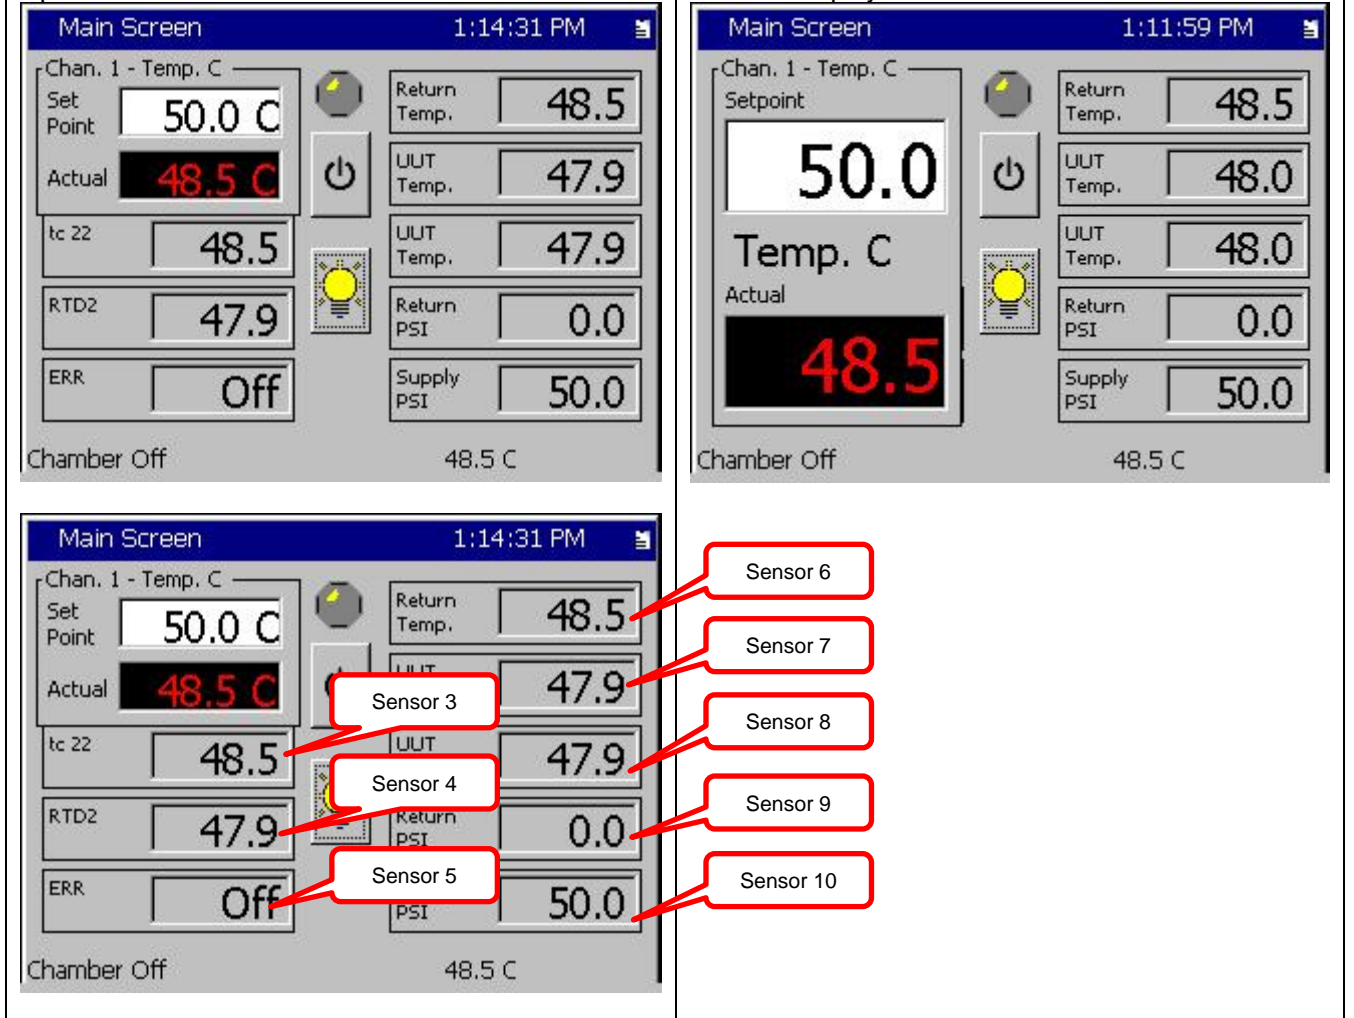 Main Screen 1:14:31 PM
Chan. 1 - Temp. C
Set
Point 50.0 C
Actual 48.5 C
tc 22 48.5
RTD2 47.9
ERR Off
Return
Temp. 48.5
UUT
Temp. 47.9
UUT
Temp. 47.9
Return
PSI 0.0
Supply
PSI 50.0
Chamber Off 48.5 C
Main Screen 1:11:59 PM
Chan. 1 - Temp. C
Setpoint
50.0
Temp. C
Actual
48.5
Return
Temp. 48.5
UUT
Temp. 48.0
UUT
Temp. 48.0
Return
PSI 0.0
Supply
PSI 50.0
Chamber Off 48.5 C
Main Screen 1:14:31 PM
Chan. 1 - Temp. C
Set
Point 50.0 C
Actual 48.5 C
tc 22 48.5
RTD2 47.9
ERR Off
Sensor 3
Sensor 4
Sensor 5
Return
Temp. 48.5
UUT
47.9
UUT
47.9
Return
PSI 0.0
PSI 50.0
Sensor 6
Sensor 7
Sensor 8
Sensor 9
Sensor 10
Chamber Off 48.5 C